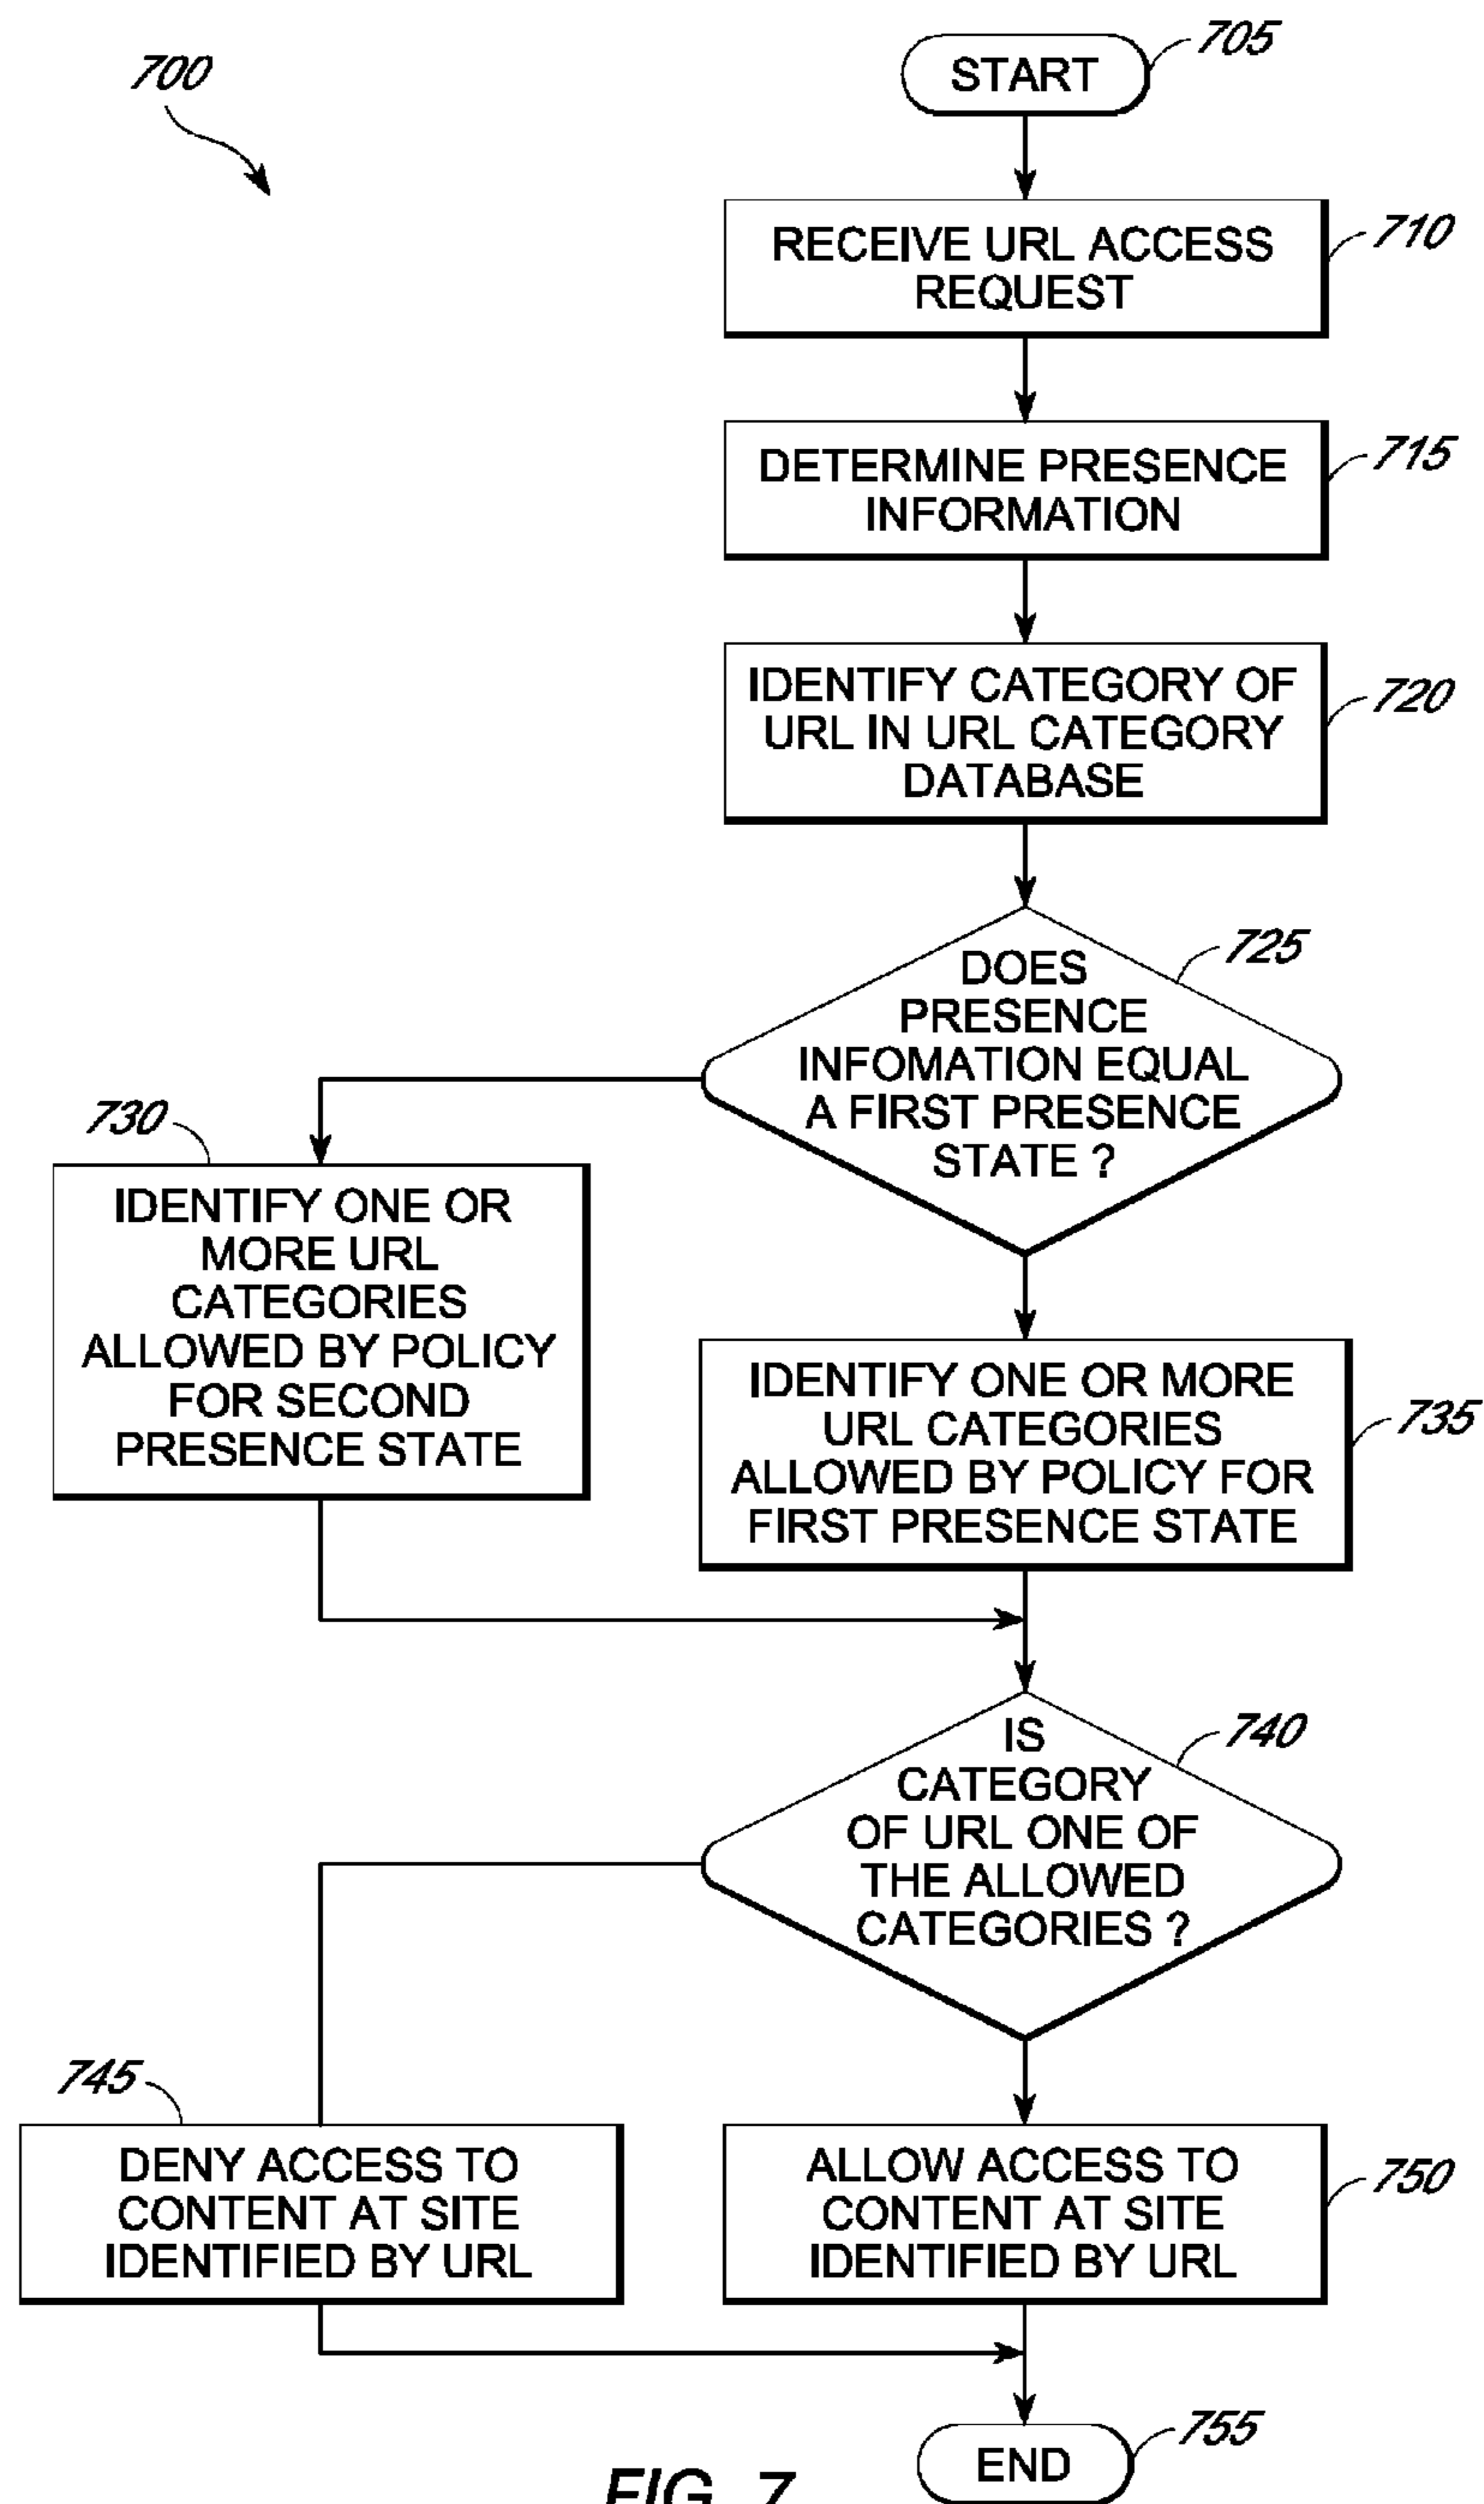 700
START
705
RECEIVE URL ACCESS
REQUEST
710
DETERMINE PRESENCE
INFORMATION
715
IDENTIFY CATEGORY OF
URL IN URL CATEGORY
DATABASE
720
DOES
PRESENCE
INFOMATION EQUAL
A FIRST PRESENCE
STATE ?
725
730
IDENTIFY ONE OR
MORE URL
CATEGORIES
ALLOWED BY POLICY
FOR SECOND
PRESENCE STATE
IDENTIFY ONE OR MORE
URL CATEGORIES
ALLOWED BY POLICY FOR
FIRST PRESENCE STATE
735
IS
CATEGORY
OF URL ONE OF
THE ALLOWED
CATEGORIES ?
740
745
DENY ACCESS TO
CONTENT AT SITE
IDENTIFIED BY URL
ALLOW ACCESS TO
CONTENT AT SITE
IDENTIFIED BY URL
750
END
755
FIG. 7